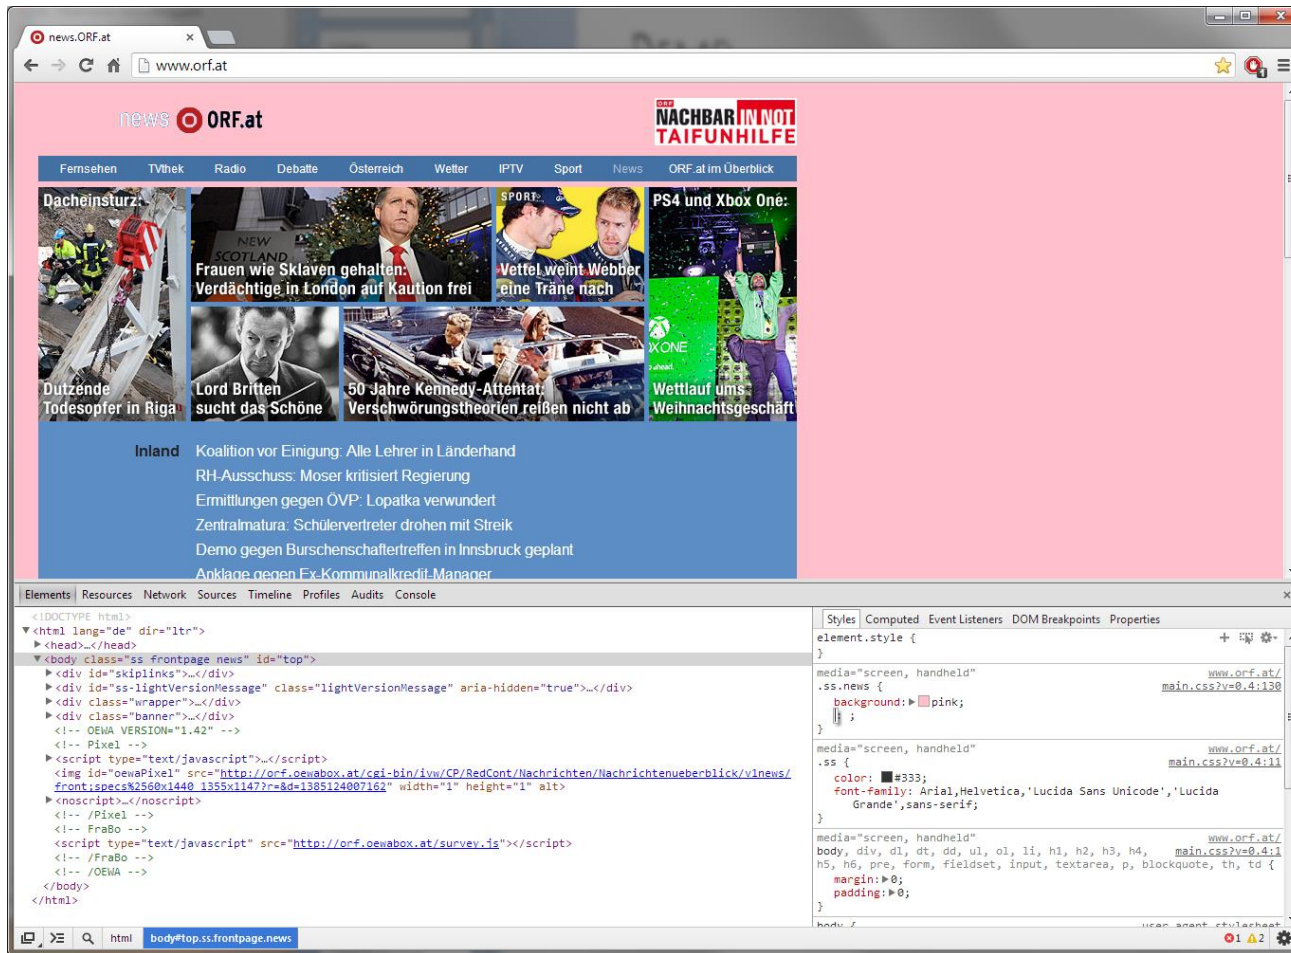 news.ORF.at
www.orf.at
news ORF.at
ORF
NACHBAR IN NOT
TAIFUNHILFE
Fernsehen TVthek Radio Debatte Österreich Wetter IPTV Sport News ORF.at im Überblick
Dacheinsturz:
Dutzende
Todesopfer in Riga
NEW
SCOTLAND
Frauen wie Sklaven gehalten:
Verdächtige in London auf Kaution frei
SPORT
Vettel weint Webber
eine Träne nach
PS4 und Xbox One:
XBOX ONE
ahead.
Wettlauf ums
Weihnachtsgeschäft
Lord Britten
sucht das Schöne
50 Jahre Kennedy-Attentat:
Verschwörungstheorien reißen nicht ab
Inland Koalition vor Einigung: Alle Lehrer in Länderhand
RH-Ausschuss: Moser kritisiert Regierung
Ermittlungen gegen ÖVP: Lopatka verwundert
Zentralmatura: Schülervertreter drohen mit Streik
Demo gegen Burschenschaftertreffen in Innsbruck geplant
Anklage gegen Ex-Kommunalkredit-Manager
Elements Resources Network Sources Timeline Profiles Audits Console
<!DOCTYPE html>
<html lang="de" dir="ltr">
<head>…</head>
<body class="ss frontpage news" id="top">
<div id="skiplinks">…</div>
<div id="ss-lightVersionMessage" class="lightVersionMessage" aria-hidden="true">…</div>
<div class="wrapper">…</div>
<div class="banner">…</div>
<!-- OEWA VERSION="1.42" -->
<!-- Pixel -->
<script type="text/javascript">…</script>
<img id="oewaPixel" src="http://orf.oewabox.at/cgi-bin/ivw/CP/RedCont/Nachrichten/Nachrichtenueberblick/v1news/
front;specs%2560x1440_1355x1147?r=&d=1385124007162" width="1" height="1" alt>
<noscript>…</noscript>
<!-- /Pixel -->
<!-- FraBo -->
<script type="text/javascript" src="http://orf.oewabox.at/survey.js"></script>
<!-- /FraBo -->
<!-- /OEWA -->
</body>
</html>
Styles Computed Event Listeners DOM Breakpoints Properties
element.style {
}
media="screen, handheld" www.orf.at/
.ss.news { main.css?v=0.4:130
background: pink;
: ;
}
media="screen, handheld" www.orf.at/
.ss { main.css?v=0.4:11
color: #333;
font-family: Arial,Helvetica,'Lucida Sans Unicode','Lucida
Grande',sans-serif;
}
media="screen, handheld" www.orf.at/
body, div, dl, dt, dd, ul, ol, li, h1, h2, h3, h4, main.css?v=0.4:1
h5, h6, pre, form, fieldset, input, textarea, p, blockquote, th, td {
margin: 0;
padding: 0;
}
body { user agent stylesheet
html body#top.ss.frontpage.news
1 2